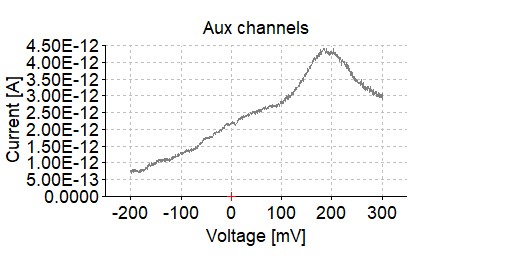 Aux channels
4.50E-12
4.00E-12
3.50E-12
3.00E-12
2.50E-12
2.00E-12
1.50E-12
1.00E-12
5.00E-13
0.0000
Current [A]
-200 -100 0 100 200 300
Voltage [mV]